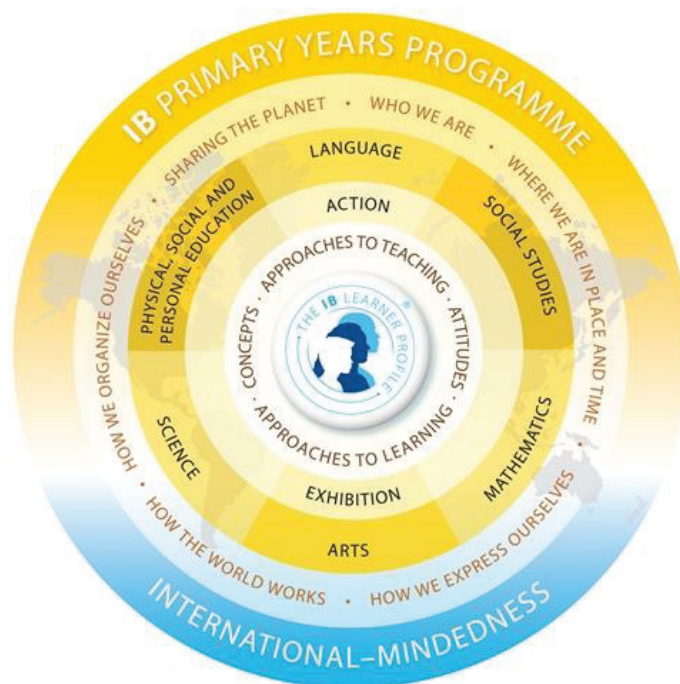 IB PRIMARY YEARS PROGRAMME
SHARING THE PLANET • WHO WE ARE • WHERE WE ARE IN PLACE AND TIME • HOW WE EXPRESS OURSELVES • HOW THE WORLD WORKS • HOW WE ORGANIZE OURSELVES •
LANGUAGE
SOCIAL STUDIES
MATHEMATICS
ARTS
SCIENCE
PHYSICAL, SOCIAL AND
PERSONAL EDUCATION
ACTION
EXHIBITION
APPROACHES TO TEACHING · ATTITUDES · APPROACHES TO LEARNING · CONCEPTS ·
THE IB LEARNER PROFILE
®
INTERNATIONAL–MINDEDNESS